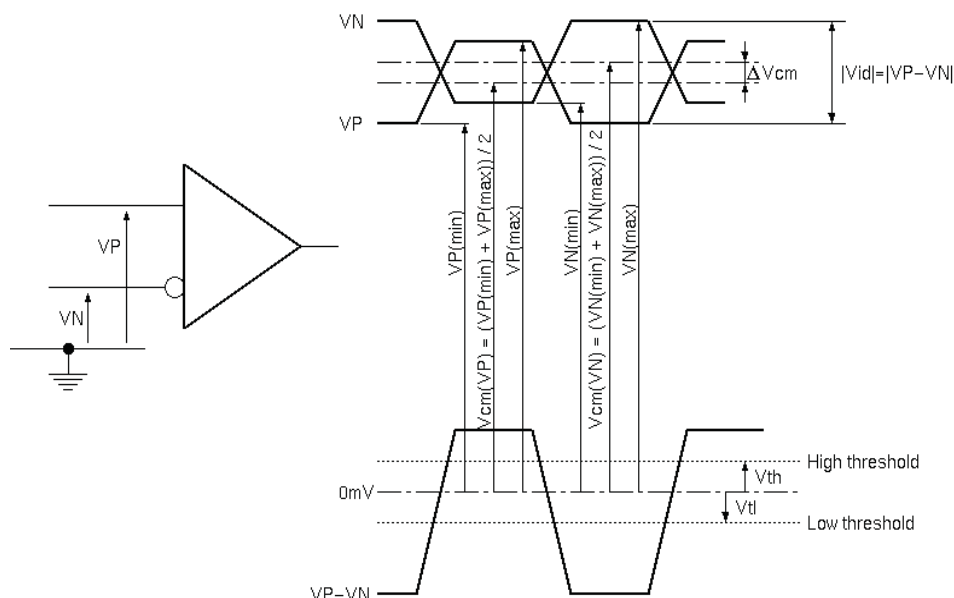 VN
ΔVcm
|Vid|=|VP-VN|
VP
VP(min)
Vcm(VP) = (VP(min) + VP(max)) / 2
VP(max)
VN(min)
Vcm(VN) = (VN(min) + VN(max)) / 2
VN(max)
VP
VN
High threshold
Vth
0mV
Vtl
Low threshold
VP-VN